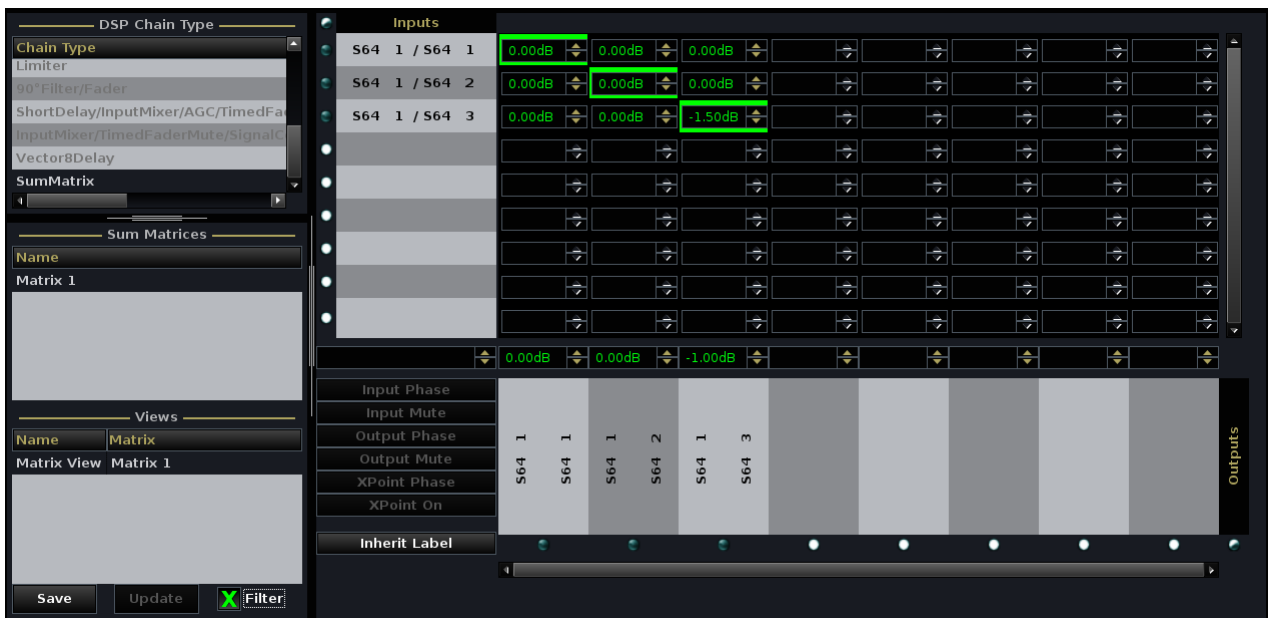 DSP Chain Type
Chain Type
Limiter
90°Filter/Fader
ShortDelay/InputMixer/AGC/TimedFa
InputMixer/TimedFaderMute/SignalC
Vector8Delay
SumMatrix
Sum Matrices
Name
Matrix 1
Views
Name Matrix
Matrix View Matrix 1
Save Update X Filter
Inputs
S64 1 / S64 1 0.00dB 0.00dB 0.00dB
S64 1 / S64 2 0.00dB 0.00dB 0.00dB
S64 1 / S64 3 0.00dB 0.00dB -1.50dB
0.00dB 0.00dB -1.00dB
Input Phase
Input Mute
Output Phase
Output Mute
XPoint Phase
XPoint On
Inherit Label
S64 1
S64 1
S64 1
S64 2
S64 1
S64 3
Outputs